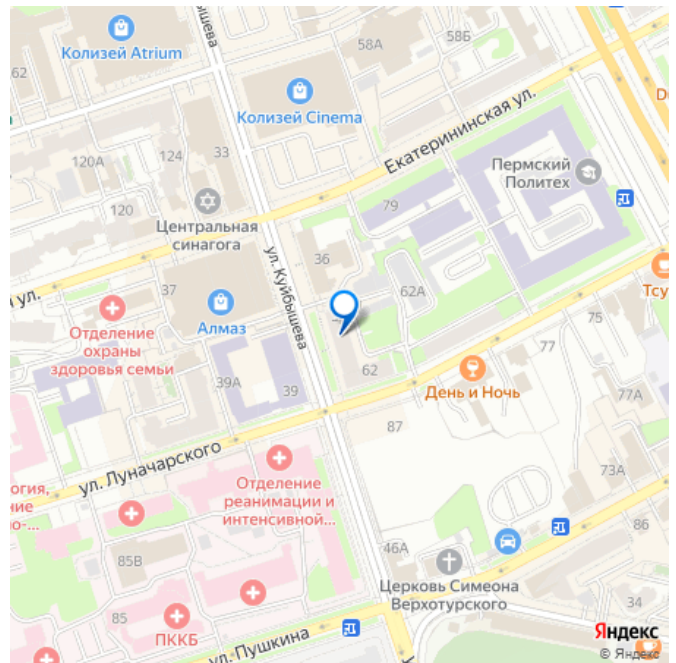 58А
58Б
Колизей Atrium
62
Колизей Cinema
Екатерининская ул.
120А
124
33
Пермский
Политех
79
120
Центральная
синагога
36
ул. Куйбышева
ул.
37
Алмаз
62А
Тсу
75
Отделение
охраны
здоровья семьи
77
39А
39
62
День и Ночь
77А
87
ул. Луначарского
Отделение
реанимации и
интенсивной...
73А
85В
46А
86
Церковь Симеона
Верхотурского
34
85
ПККБ
ул. Пушкина
Яндекс
© Яндекс